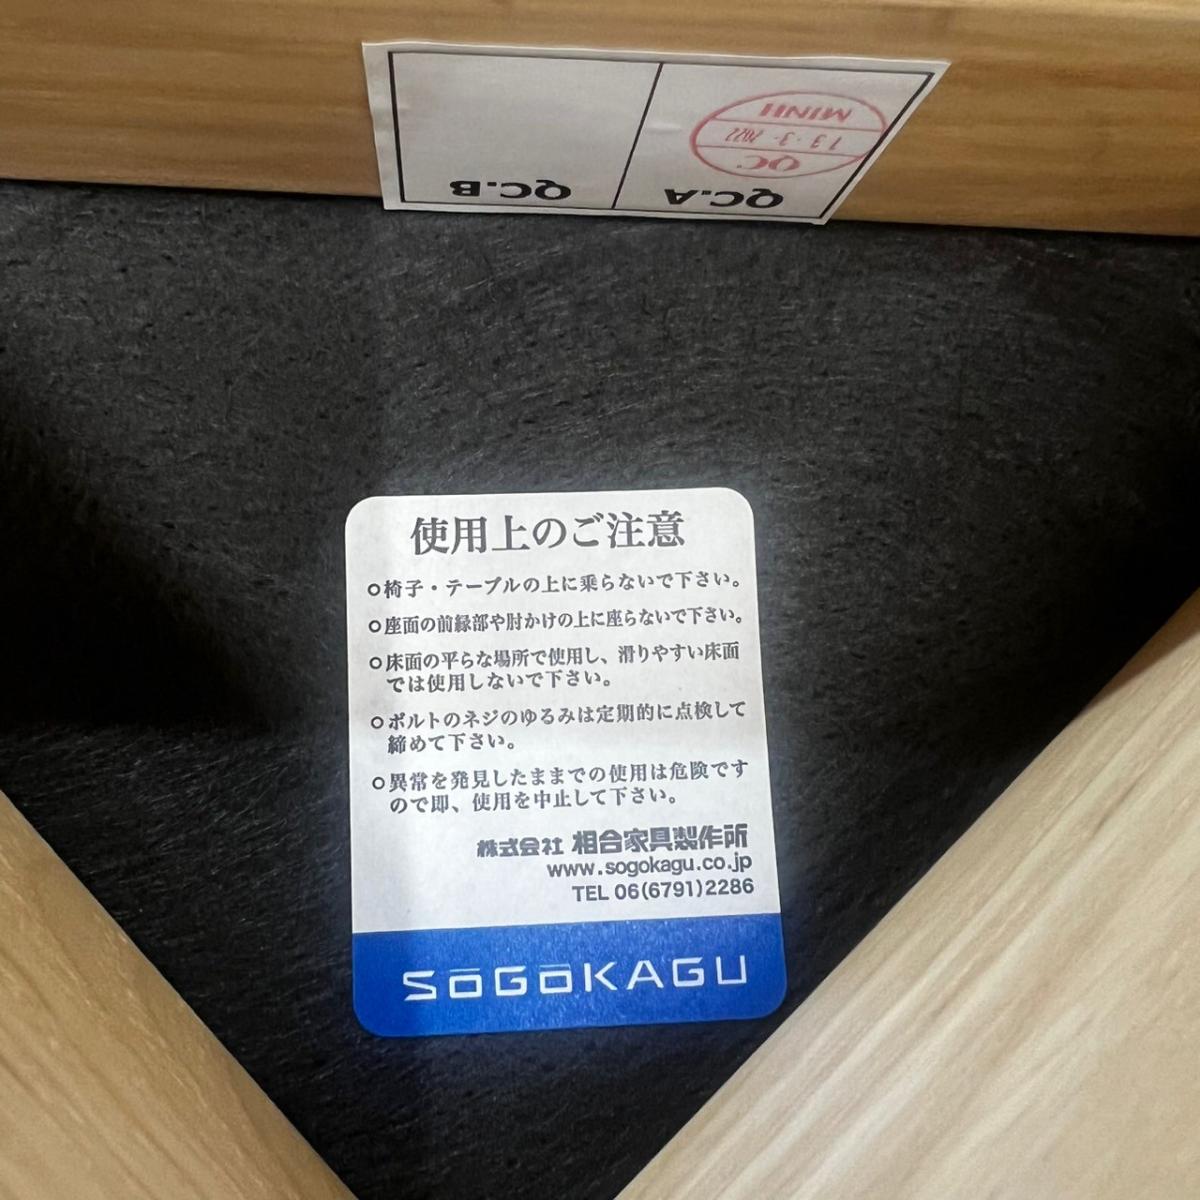 QC.A
QC.B
QC
13・3・2022
MINH
使用上のご注意
○椅子・テーブルの上に乗らないで下さい。
○座面の前縁部や肘かけの上に座らないで下さい。
○床面の平らな場所で使用し、滑りやすい床面
では使用しないで下さい。
○ボルトのネジのゆるみは定期的に点検して
締めて下さい。
○異常を発見したままでの使用は危険です
ので即、使用を中止して下さい。
株式会社 相合家具製作所
www.sogokagu.co.jp
TEL 06(6791)2286
SōGōKAGU